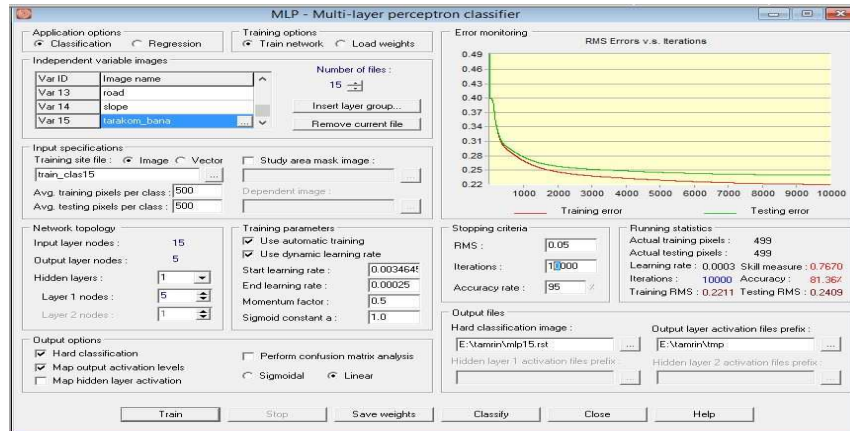 MLP - Multi-layer perceptron classifier
Application options
Classification Regression
Training options
Train network Load weights
Independent variable images
Var ID Image name
Var 13 road
Var 14 slope
Var 15 tarakom_bana ...
Number of files :
15
Insert layer group...
Remove current file
Input specifications
Training site file : Image Vector
train_clas15 ...
Avg. training pixels per class : 500
Avg. testing pixels per class : 500
Study area mask image :
...
Dependent image :
...
Network topology
Input layer nodes : 15
Output layer nodes : 5
Hidden layers : 1
Layer 1 nodes : 5
Layer 2 nodes : 1
Training parameters
Use automatic training
Use dynamic learning rate
Start learning rate : 0.003464
End learning rate : 0.00025
Momentum factor : 0.5
Sigmoid constant a : 1.0
Output options
Hard classification
Map output activation levels
Map hidden layer activation
Perform confusion matrix analysis
Sigmoidal Linear
Error monitoring
RMS Errors v.s. Iterations
0.49
0.46
0.43
0.40
0.37
0.34
0.31
0.28
0.25
0.22
1000 2000 3000 4000 5000 6000 7000 8000 9000 10000
Training error Testing error
Stopping criteria
RMS : 0.05
Iterations : 10000
Accuracy rate : 95 %
Running statistics
Actual training pixels : 499
Actual testing pixels : 499
Learning rate : 0.0003 Skill measure : 0.7670
Iterations : 10000 Accuracy : 81.36%
Training RMS : 0.2211 Testing RMS : 0.2409
Output files
Hard classification image :
E:\tamrin\mlp15.rst ...
Output layer activation files prefix :
E:\tamrin\tmp ...
Hidden layer 1 activation files prefix :
...
Hidden layer 2 activation files prefix :
...
Train Stop Save weights Classify Close Help